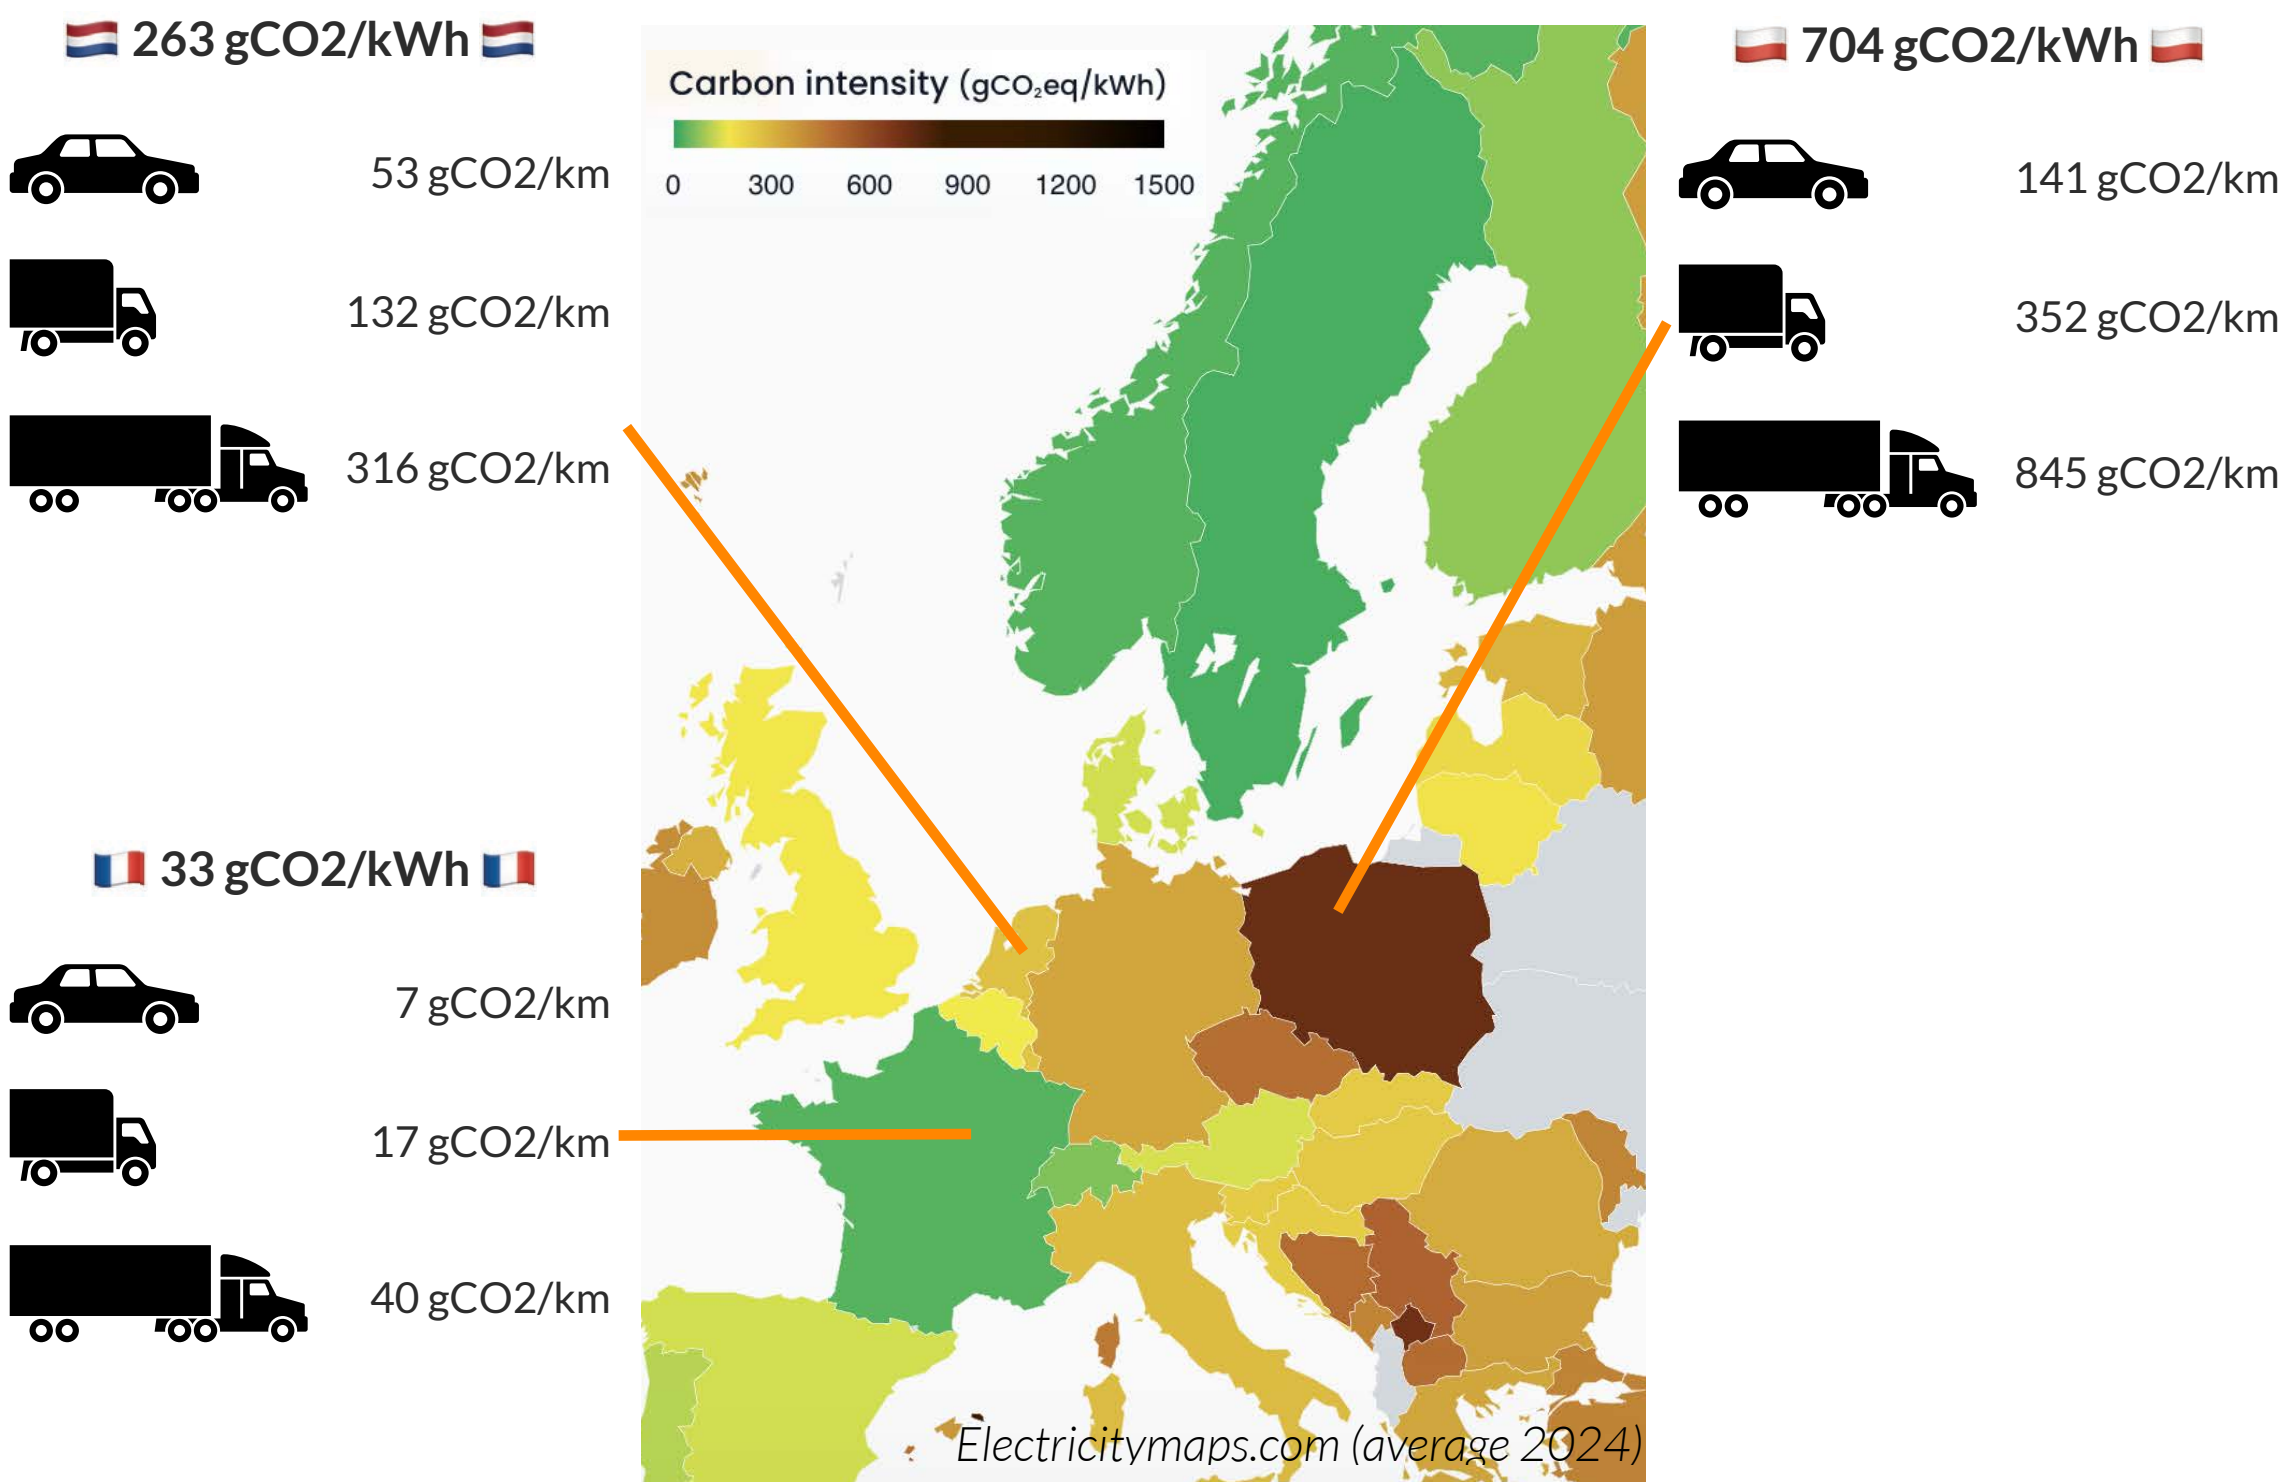 263 gCO2/kWh
53 gCO2/km
132 gCO2/km
316 gCO2/km
33 gCO2/kWh
7 gCO2/km
17 gCO2/km
40 gCO2/km
Carbon intensity (gCO₂eq/kWh)
0 300 600 900 1200 1500
Electricitymaps.com (average 2024)
704 gCO2/kWh
141 gCO2/km
352 gCO2/km
845 gCO2/km